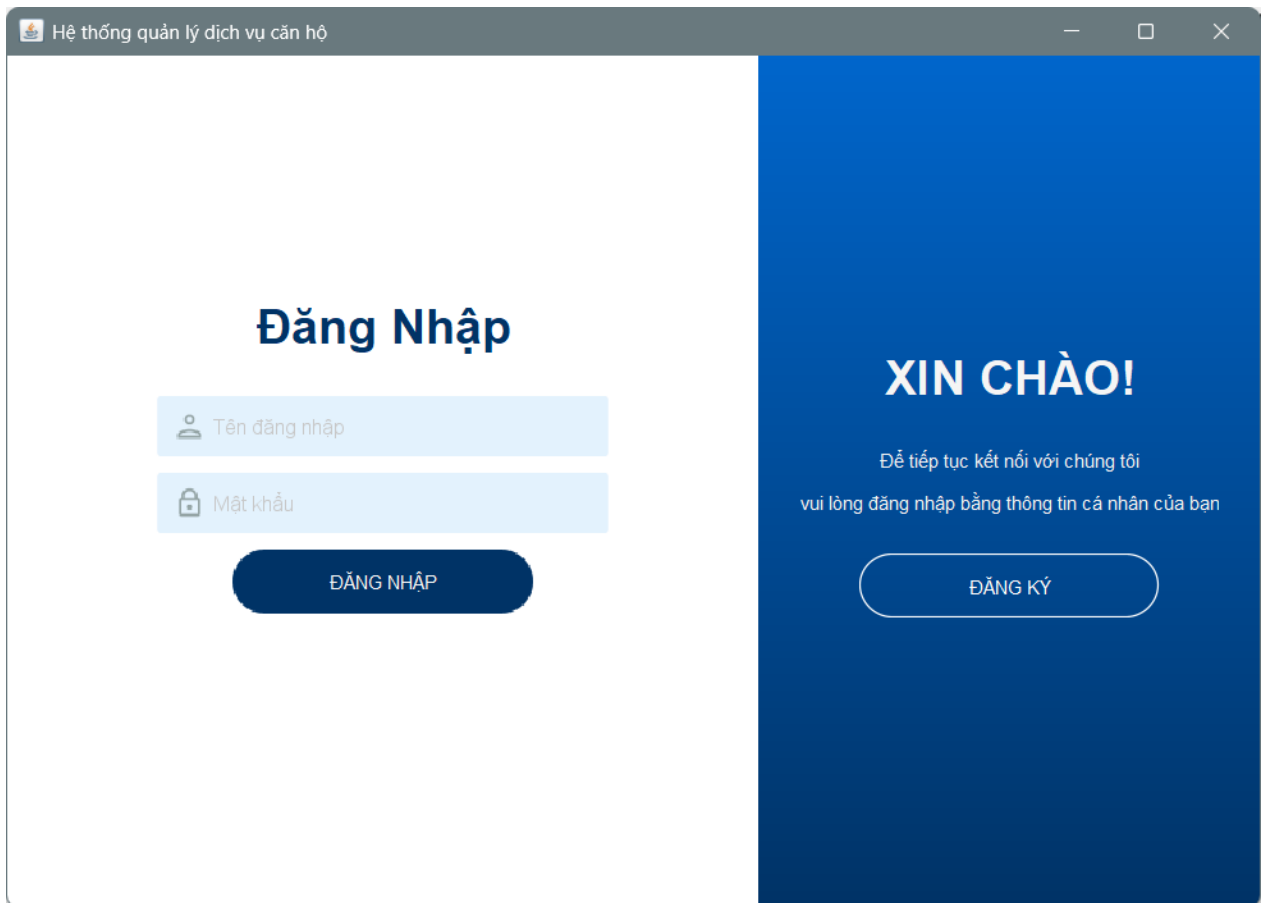 Hệ thống quản lý dịch vụ căn hộ
Đăng Nhập
Tên đăng nhập
Mật khẩu
ĐĂNG NHẬP
XIN CHÀO!
Để tiếp tục kết nối với chúng tôi
vui lòng đăng nhập bằng thông tin cá nhân của bạn
ĐĂNG KÝ